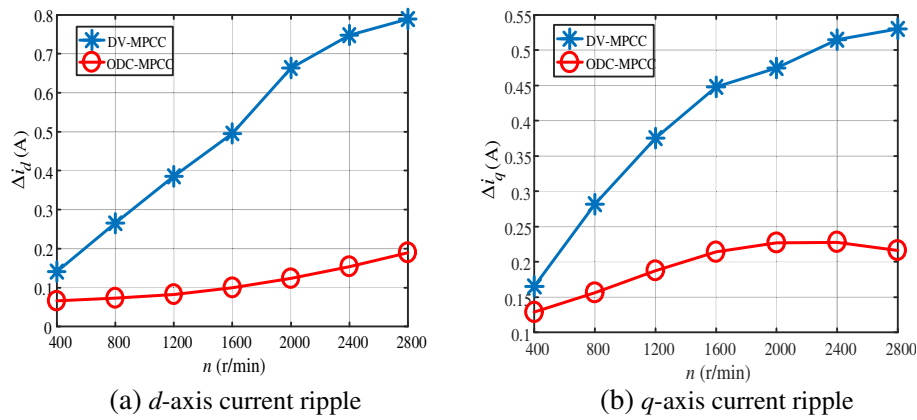 0.8
0.7
0.6
0.5
0.4
0.3
0.2
0.1
0
Δi_d (A)
DV-MPCC
ODC-MPCC
400 800 1200 1600 2000 2400 2800
n (r/min)
(a) d-axis current ripple
0.55
0.5
0.45
0.4
0.35
0.3
0.25
0.2
0.15
0.1
Δi_q (A)
DV-MPCC
ODC-MPCC
400 800 1200 1600 2000 2400 2800
n (r/min)
(b) q-axis current ripple